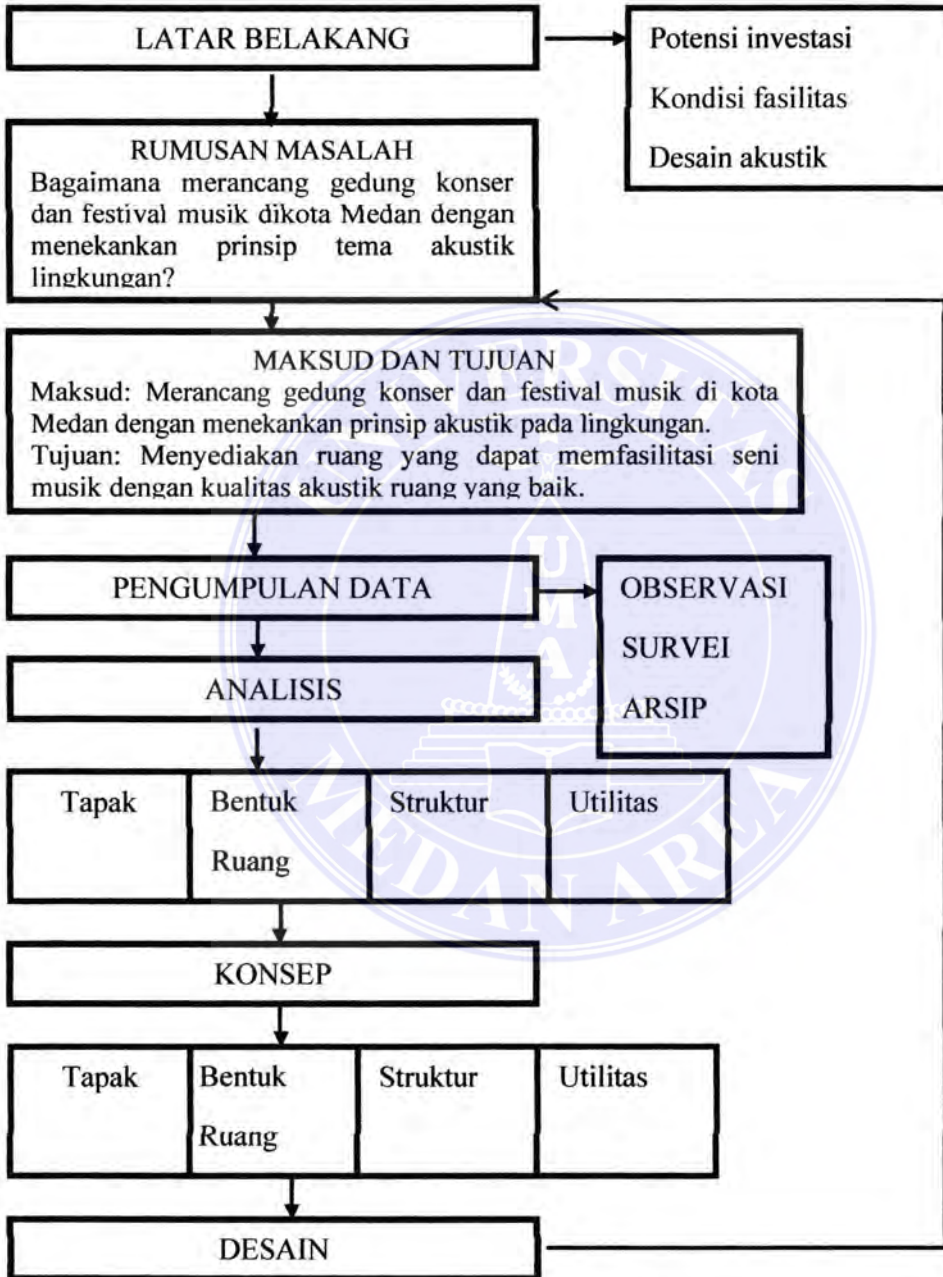 LATAR BELAKANG
Potensi investasi
Kondisi fasilitas
Desain akustik
RUMUSAN MASALAH
Bagaimana merancang gedung konser
dan festival musik dikota Medan dengan
menekankan prinsip tema akustik
lingkungan?
MAKSUD DAN TUJUAN
Maksud: Merancang gedung konser dan festival musik di kota
Medan dengan menekankan prinsip akustik pada lingkungan.
Tujuan: Menyediakan ruang yang dapat memfasilitasi seni
musik dengan kualitas akustik ruang yang baik.
PENGUMPULAN DATA
OBSERVASI
SURVEI
ARSIP
ANALISIS
Tapak
Bentuk
Ruang
Struktur
Utilitas
KONSEP
Tapak
Bentuk
Ruang
Struktur
Utilitas
DESAIN
UNIVERSITAS
MEDAN AREA
UMA